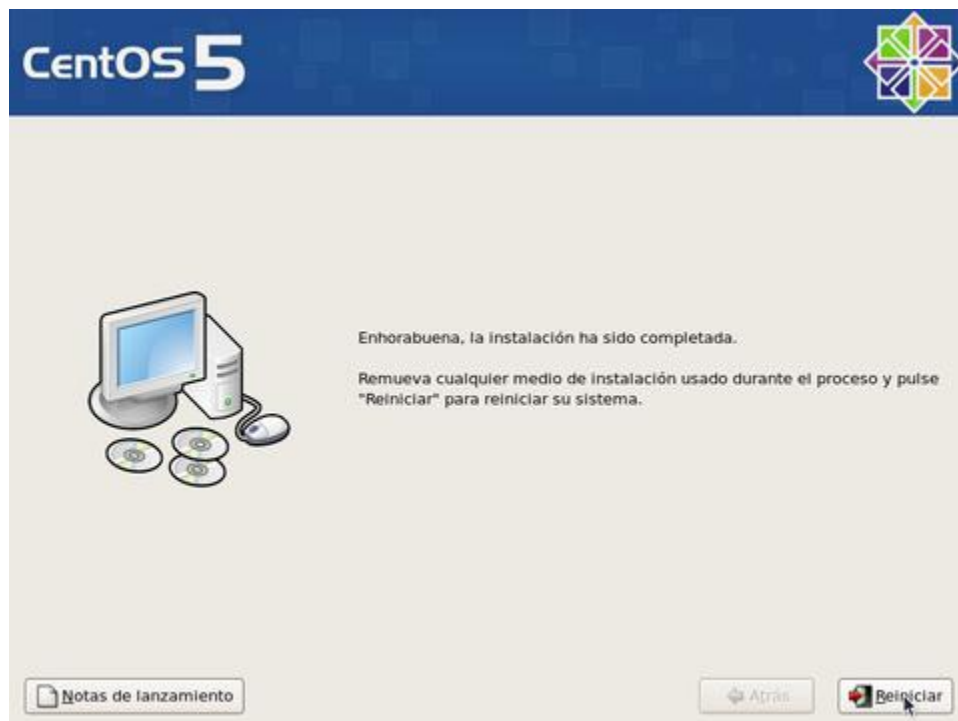 CentOS 5
Enhorabuena, la instalación ha sido completada.
Remueva cualquier medio de instalación usado durante el proceso y pulse
"Reiniciar" para reiniciar su sistema.
Notas de lanzamiento
Atrás
Reiniciar